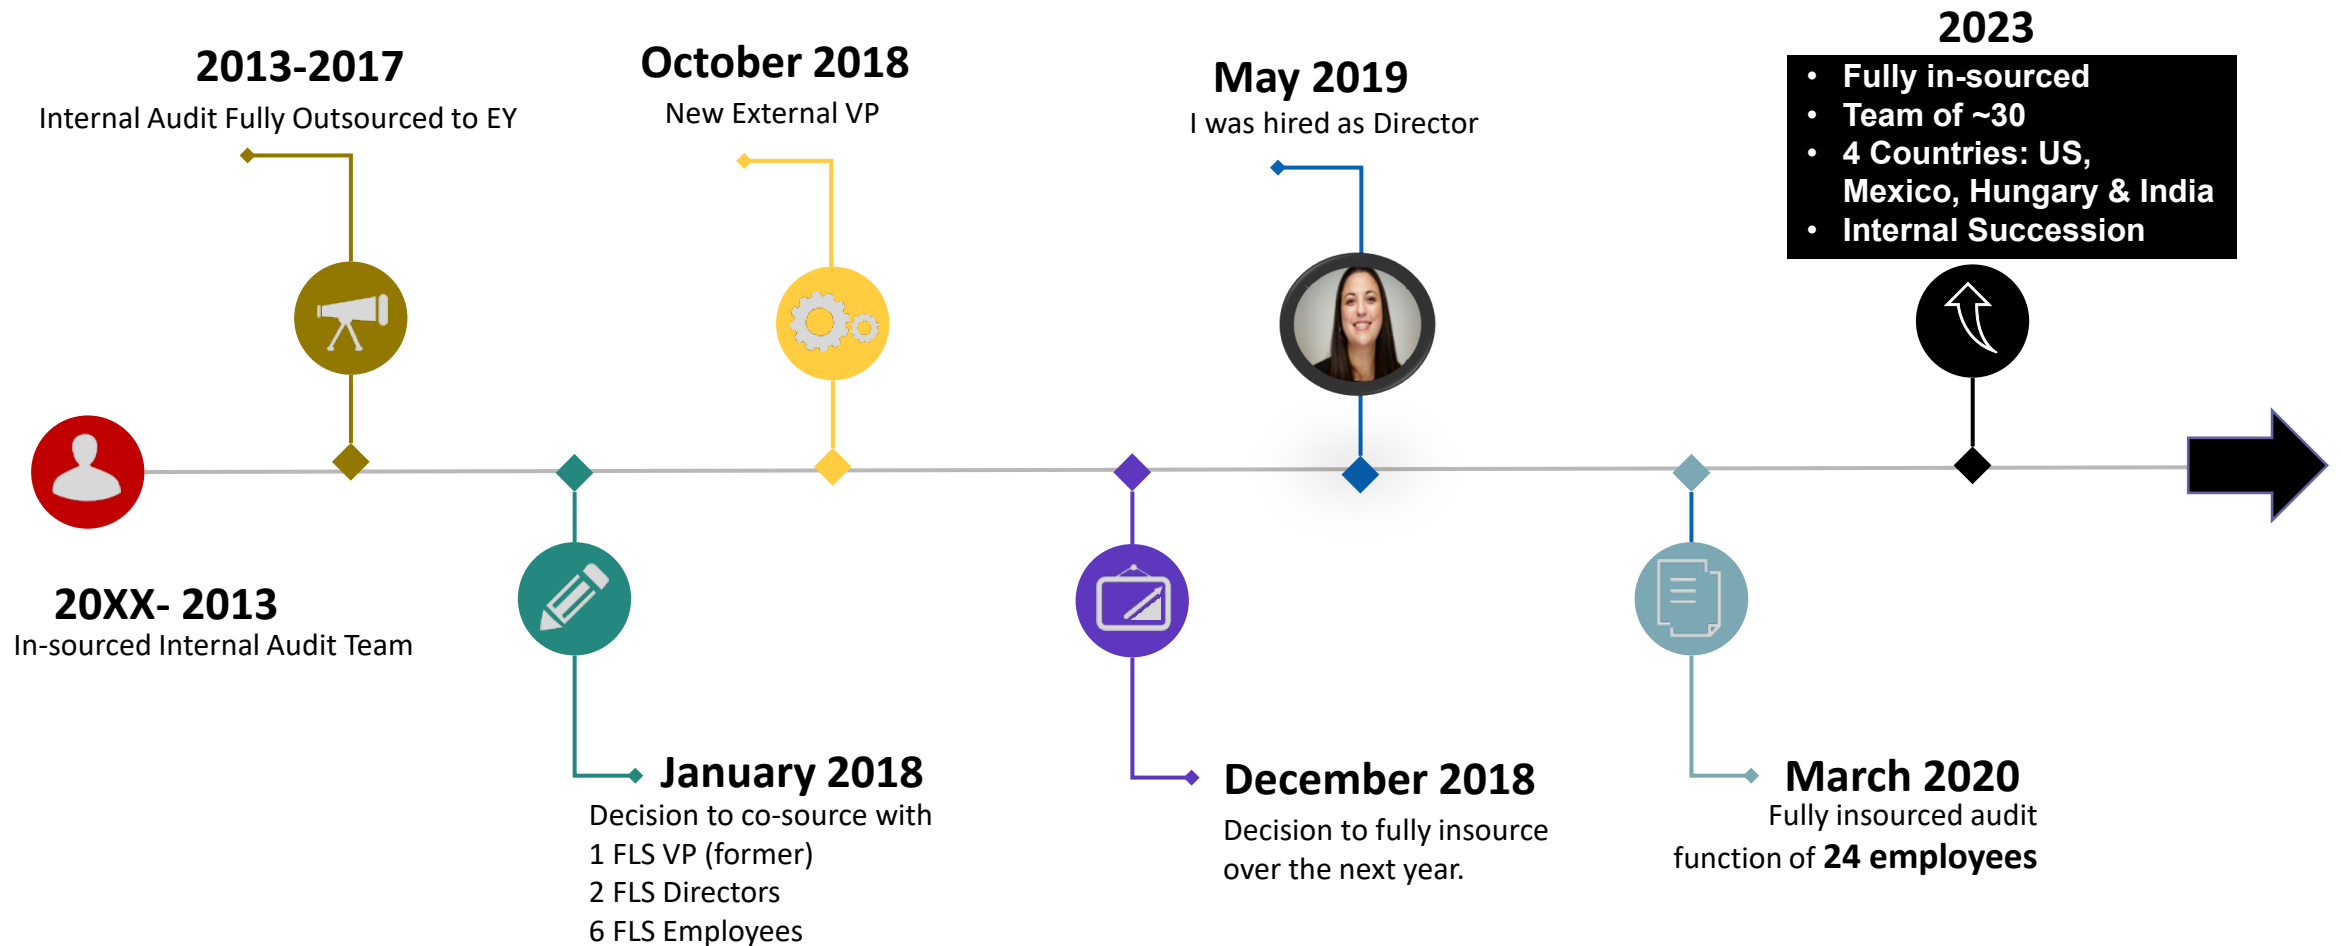 2013-2017
Internal Audit Fully Outsourced to EY
October 2018
New External VP
May 2019
I was hired as Director
2023
• Fully in-sourced
• Team of ~30
• 4 Countries: US,
Mexico, Hungary & India
• Internal Succession
20XX- 2013
In-sourced Internal Audit Team
January 2018
Decision to co-source with
1 FLS VP (former)
2 FLS Directors
6 FLS Employees
December 2018
Decision to fully insource
over the next year.
March 2020
Fully insourced audit
function of 24 employees